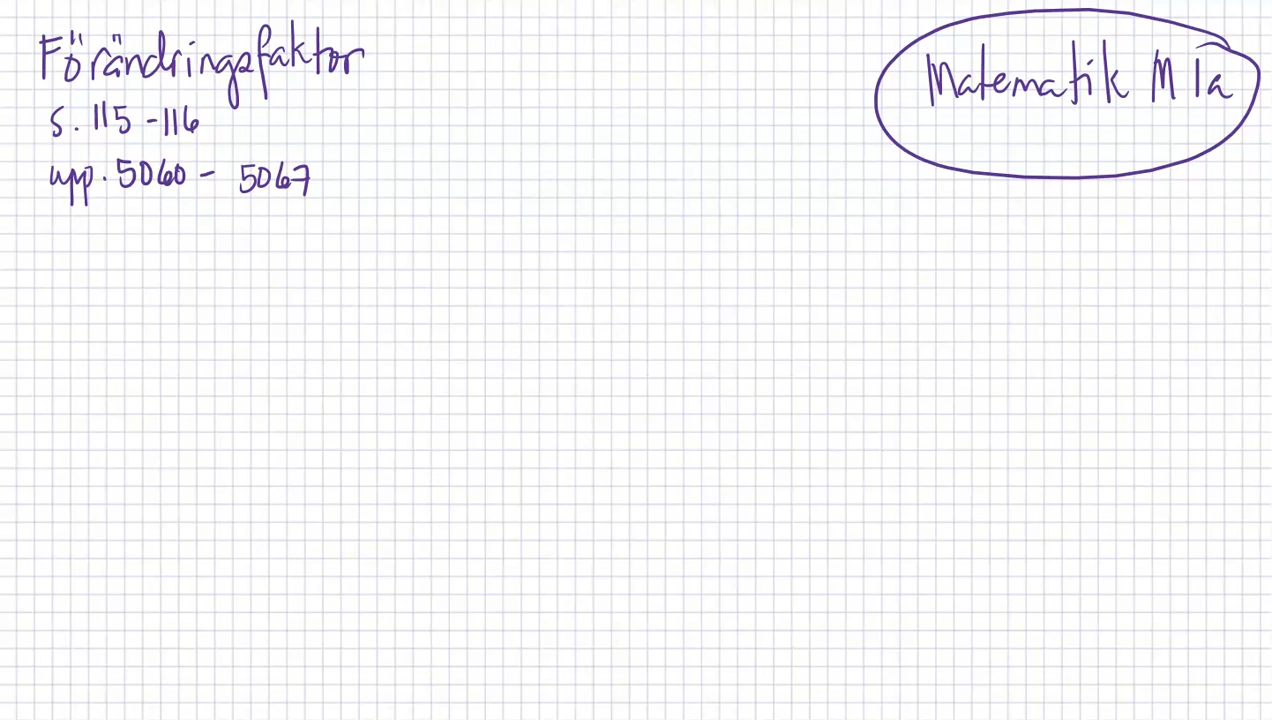 Förändringsfaktor
s. 115 - 116
upp. 5060 - 5067
Matematik M 1a